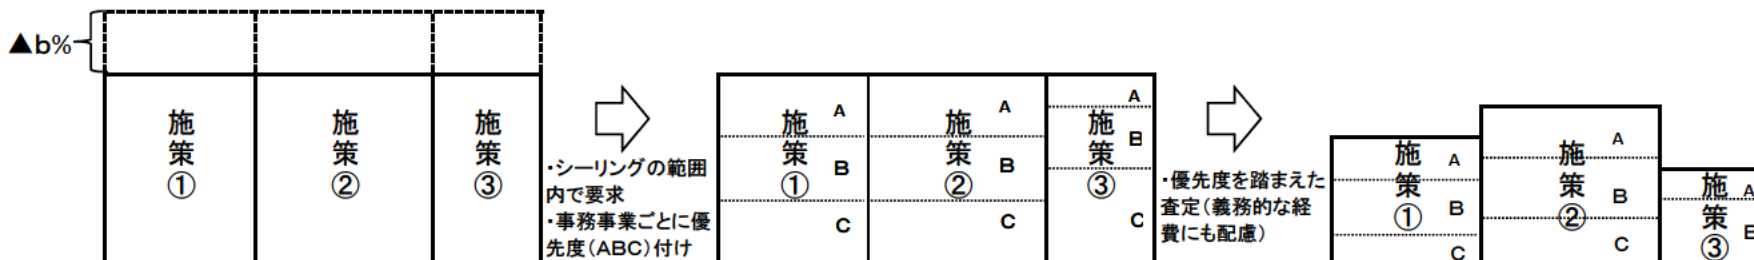 ▲b%
施策①
施策②
施策③
・シーリングの範囲
内で要求
・事務事業ごとに優
先度(ABC)付け
施策①
A
B
C
施策②
A
B
C
施策③
A
B
C
・優先度を踏まえた
査定(義務的な経
費にも配慮)
施策①
A
B
C
施策②
A
B
C
施策③
A
B